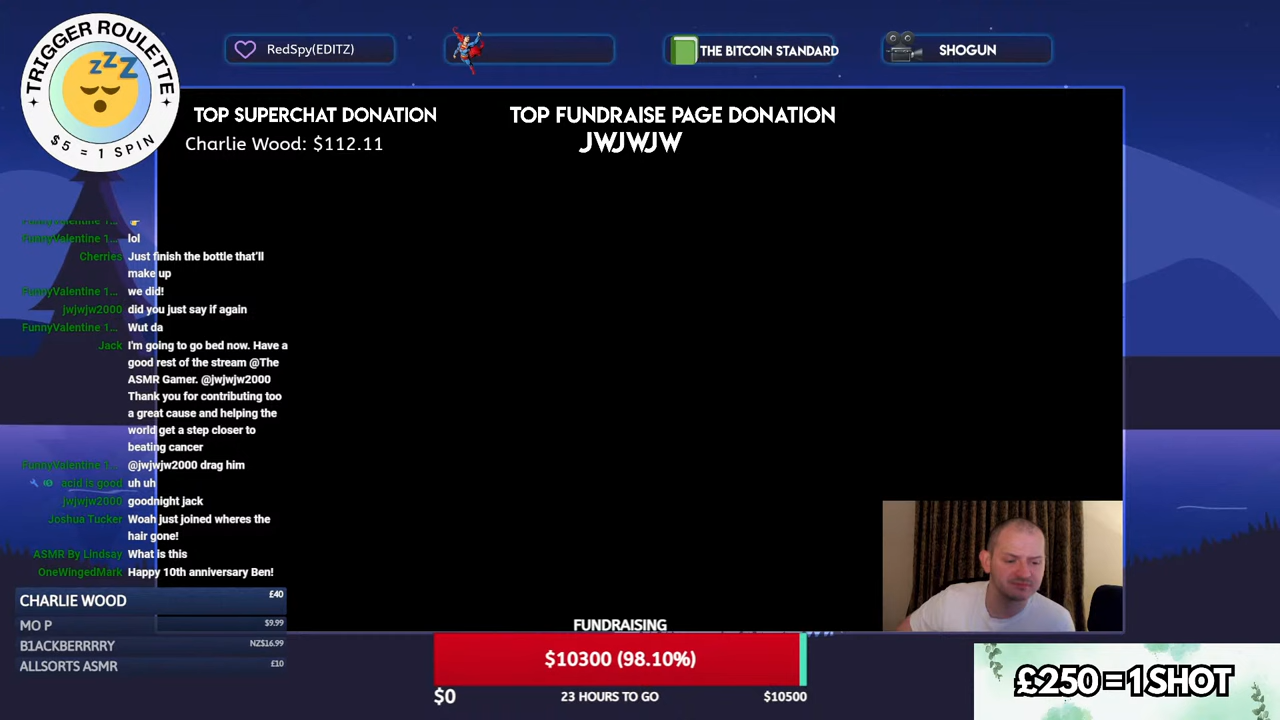 TRIGGER ROULETTE
zzz
$5 = 1 SPIN
RedSpy(EDITZ)
THE BITCOIN STANDARD
SHOGUN
TOP SUPERCHAT DONATION
Charlie Wood: $112.11
TOP FUNDRAISE PAGE DONATION
JWJWJW
FunnyValentine 1...
FunnyValentine 1... lol
Cherries Just finish the bottle that'll
make up
FunnyValentine 1... we did!
jwjwjw2000 did you just say if again
FunnyValentine 1... Wut da
Jack I'm going to go bed now. Have a
good rest of the stream @The
ASMR Gamer. @jwjwjw2000
Thank you for contributing too
a great cause and helping the
world get a step closer to
beating cancer
FunnyValentine 1... @jwjwjw2000 drag him
acid is good uh uh
jwjwjw2000 goodnight jack
Joshua Tucker Woah just joined wheres the
hair gone!
ASMR By Lindsay What is this
OneWingedMark Happy 10th anniversary Ben!
CHARLIE WOOD £40
MO P $9.99
B1ACKBERRRRY NZ$16.99
ALLSORTS ASMR £10
FUNDRAISING
$10300 (98.10%)
$0 23 HOURS TO GO $10500
£250 = 1 SHOT